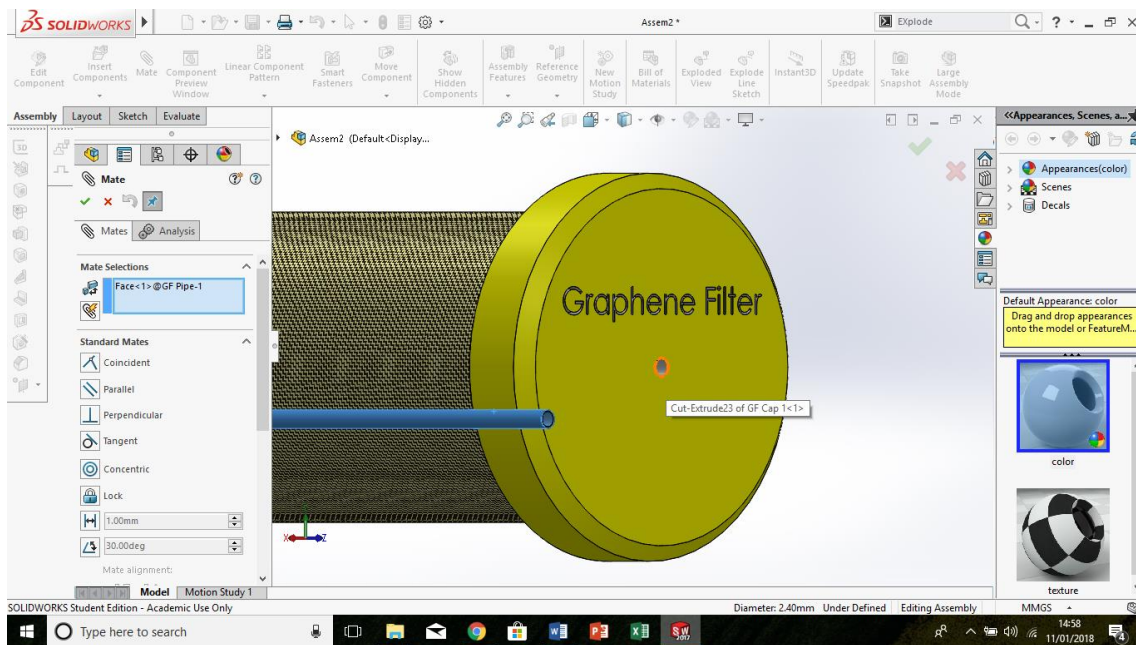 SOLIDWORKS
Assem2 *
EXplode
Edit Component
Insert Components
Mate
Component Preview Window
Linear Component Pattern
Smart Fasteners
Move Component
Show Hidden Components
Assembly Features
Reference Geometry
New Motion Study
Bill of Materials
Exploded View
Explode Line Sketch
Instant3D
Update Speedpak
Take Snapshot
Large Assembly Mode
Assembly Layout Sketch Evaluate
Assem2 (Default<Display...
<<Appearances, Scenes, a...
3D
Mate
Mates
Analysis
Mate Selections
Face<1>@GF Pipe-1
Standard Mates
Coincident
Parallel
Perpendicular
Tangent
Concentric
Lock
1.00mm
30.00deg
Mate alignment:
Graphene Filter
Cut-Extrude23 of GF Cap 1<1>
Y
X
Z
Appearances(color)
Scenes
Decals
Default Appearance: color
Drag and drop appearances
onto the model or FeatureM...
color
texture
Model Motion Study 1
SOLIDWORKS Student Edition - Academic Use Only
Diameter: 2.40mm Under Defined Editing Assembly MMGS
Type here to search
SW
2017
14:58
11/01/2018
4